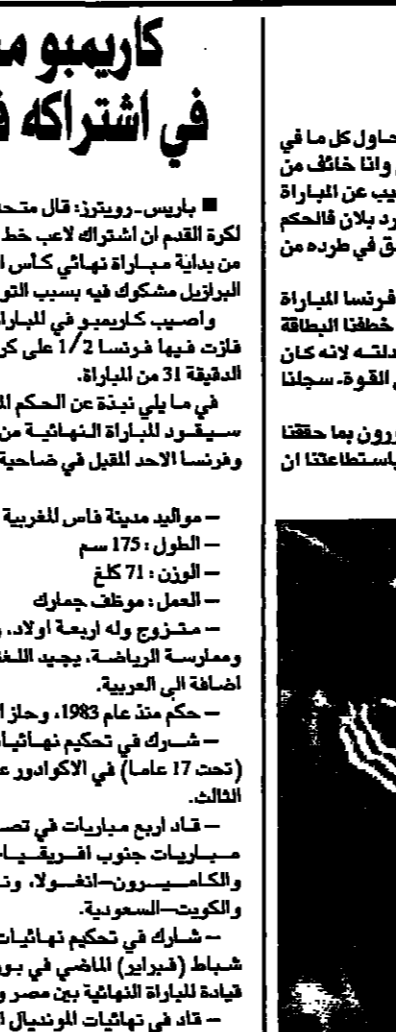 حاول كل ما في
وانا خائف من
يب عن المباراة
رد بلان فالحكم
ق في طرده من
فرنسا المباراة
خطفنا البطاقة
دلته لانه كان
القوة. سجلنا
ورون بما حققنا
باستطاعتنا ان
كاريمبو م
في اشتراكه ف
■ باريس - رويترز: قال متحد
لكرة القدم ان اشتراك لاعب خط
من بداية مباراة نهائي كأس ا
البرازيل مشكوك فيه بسبب التو
واصيب كاريمبو في المبارا
فازت فيها فرنسا 1/2 على كر
الدقيقة 31 من المباراة.
في ما يلي نبذة عن الحكم الم
سيقود المباراة النهائية من
وفرنسا الاحد المقبل في ضاحية
– مواليد مدينة فاس المغربية
– الطول : 175 سم
– الوزن : 71 كلغ
– العمل : موظف جمارك
– متزوج وله اربعة اولاد، و
وممارسة الرياضة، يجيد اللغ
اضافة الى العربية.
– حكم منذ عام 1983، وحاز ا
– شارك في تحكيم نهائيا
(تحت 17 عاما) في الاكوادور ع
الثالث.
– قاد اربع مباريات في تص
مباريات جنوب افريقيا-
والكاميرون-انغولا، وت
والكويت-السعودية.
– شارك في تحكيم نهائيات
شباط (فبراير) الماضي في بور
قيادة المباراة النهائية بين مصر و
– قاد في نهائيات المونديال ا